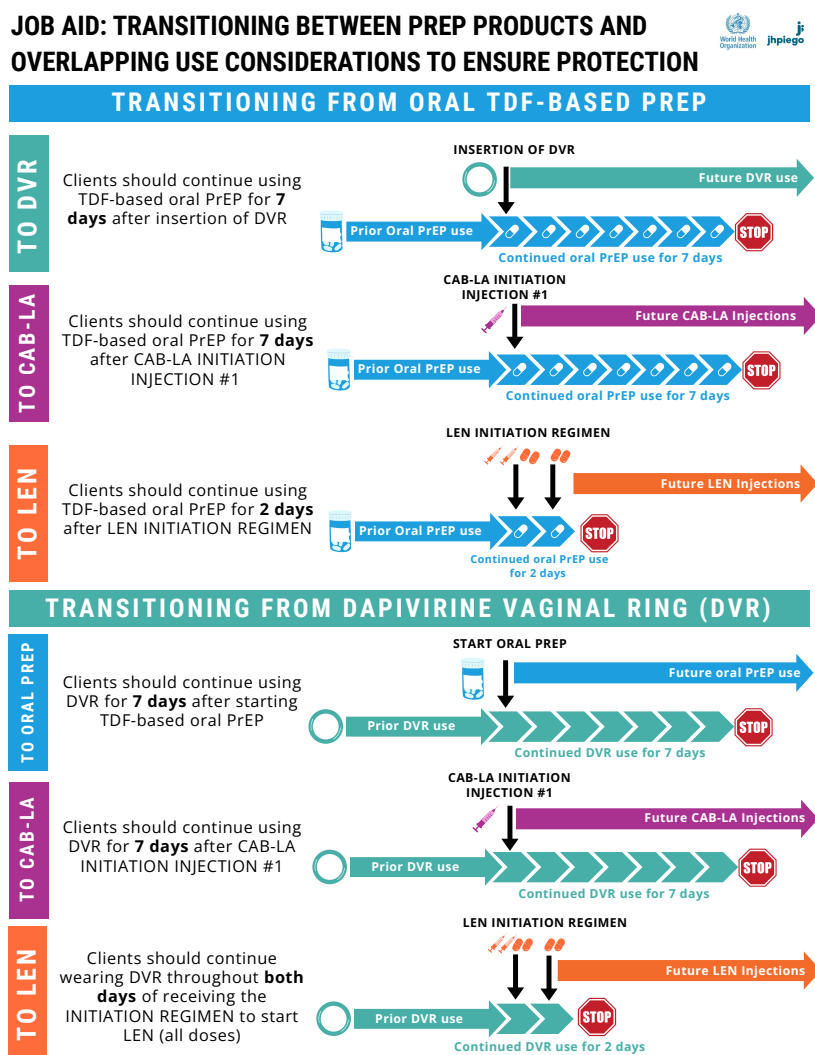 JOB AID: TRANSITIONING BETWEEN PREP PRODUCTS AND
OVERLAPPING USE CONSIDERATIONS TO ENSURE PROTECTION
World Health
Organization
jhpiego
TRANSITIONING FROM ORAL TDF-BASED PREP
TO DVR
Clients should continue using
TDF-based oral PrEP for 7
days after insertion of DVR
INSERTION OF DVR
Future DVR use
Prior Oral PrEP use
STOP
Continued oral PrEP use for 7 days
TO CAB-LA
Clients should continue using
TDF-based oral PrEP for 7 days
after CAB-LA INITIATION
INJECTION #1
CAB-LA INITIATION
INJECTION #1
Future CAB-LA Injections
Prior Oral PrEP use
STOP
Continued oral PrEP use for 7 days
TO LEN
Clients should continue using
TDF-based oral PrEP for 2 days
after LEN INITIATION REGIMEN
LEN INITIATION REGIMEN
Future LEN Injections
Prior Oral PrEP use
STOP
Continued oral PrEP use
for 2 days
TRANSITIONING FROM DAPIVIRINE VAGINAL RING (DVR)
TO ORAL PREP
Clients should continue using
DVR for 7 days after starting
TDF-based oral PrEP
START ORAL PREP
Future oral PrEP use
Prior DVR use
STOP
Continued DVR use for 7 days
TO CAB-LA
Clients should continue using
DVR for 7 days after CAB-LA
INITIATION INJECTION #1
CAB-LA INITIATION
INJECTION #1
Future CAB-LA Injections
Prior DVR use
STOP
Continued DVR use for 7 days
TO LEN
Clients should continue
wearing DVR throughout both
days of receiving the
INITIATION REGIMEN to start
LEN (all doses)
LEN INITIATION REGIMEN
Future LEN Injections
Prior DVR use
STOP
Continued DVR use for 2 days